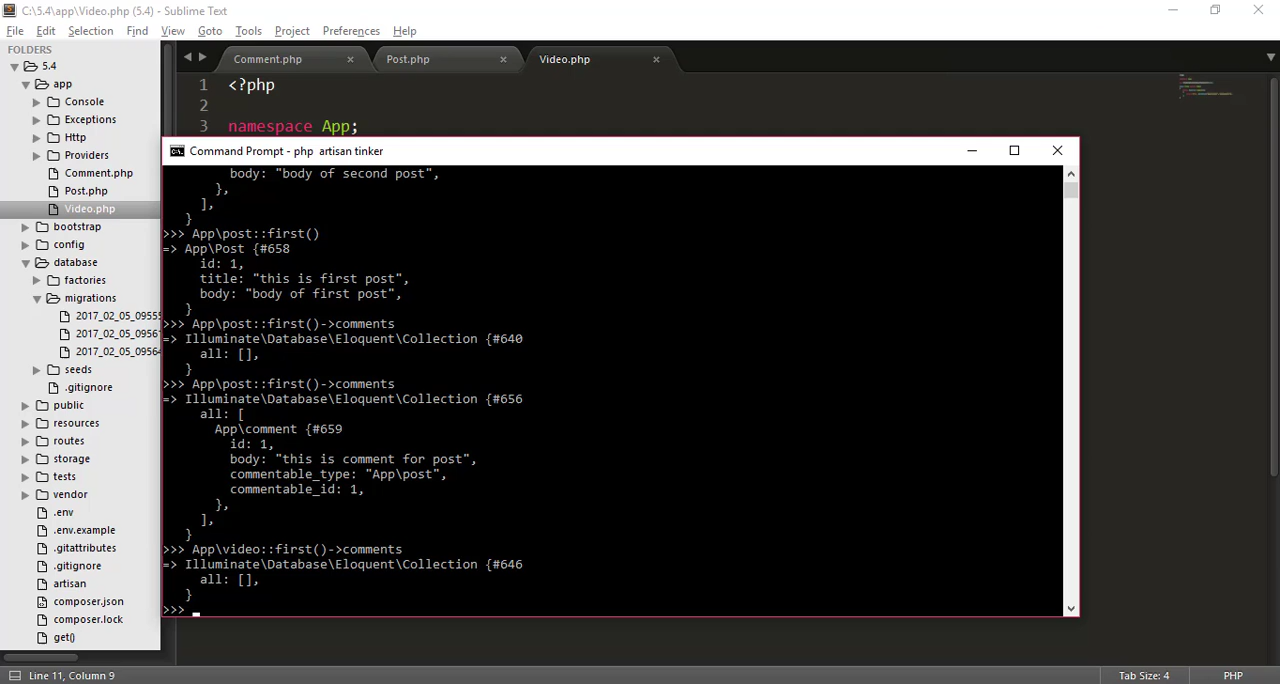 C:\5.4\app\Video.php (5.4) - Sublime Text
File Edit Selection Find View Goto Tools Project Preferences Help
FOLDERS
5.4
app
Console
Exceptions
Http
Providers
Comment.php
Post.php
Video.php
bootstrap
config
database
factories
migrations
2017_02_05_09555
2017_02_05_0956
2017_02_05_09564
seeds
.gitignore
public
resources
routes
storage
tests
vendor
.env
.env.example
.gitattributes
.gitignore
artisan
composer.json
composer.lock
get()
Comment.php Post.php Video.php
1 <?php
2
3 namespace App;
Command Prompt - php artisan tinker
body: "body of second post",
},
],
}
>>> App\post::first()
=> App\Post {#658
id: 1,
title: "this is first post",
body: "body of first post",
}
>>> App\post::first()->comments
=> Illuminate\Database\Eloquent\Collection {#640
all: [],
}
>>> App\post::first()->comments
=> Illuminate\Database\Eloquent\Collection {#656
all: [
App\comment {#659
id: 1,
body: "this is comment for post",
commentable_type: "App\post",
commentable_id: 1,
},
],
}
>>> App\video::first()->comments
=> Illuminate\Database\Eloquent\Collection {#646
all: [],
}
>>>
Line 11, Column 9 Tab Size: 4 PHP